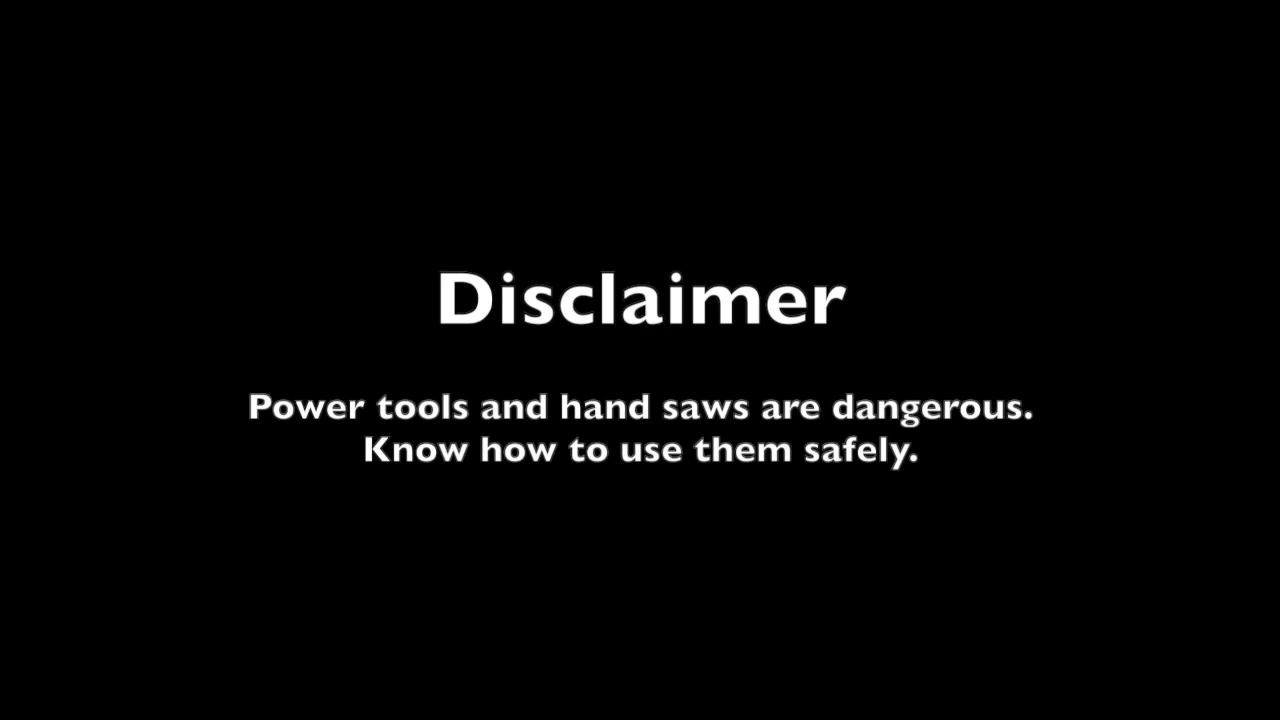 Disclaimer
Power tools and hand saws are dangerous.
Know how to use them safely.